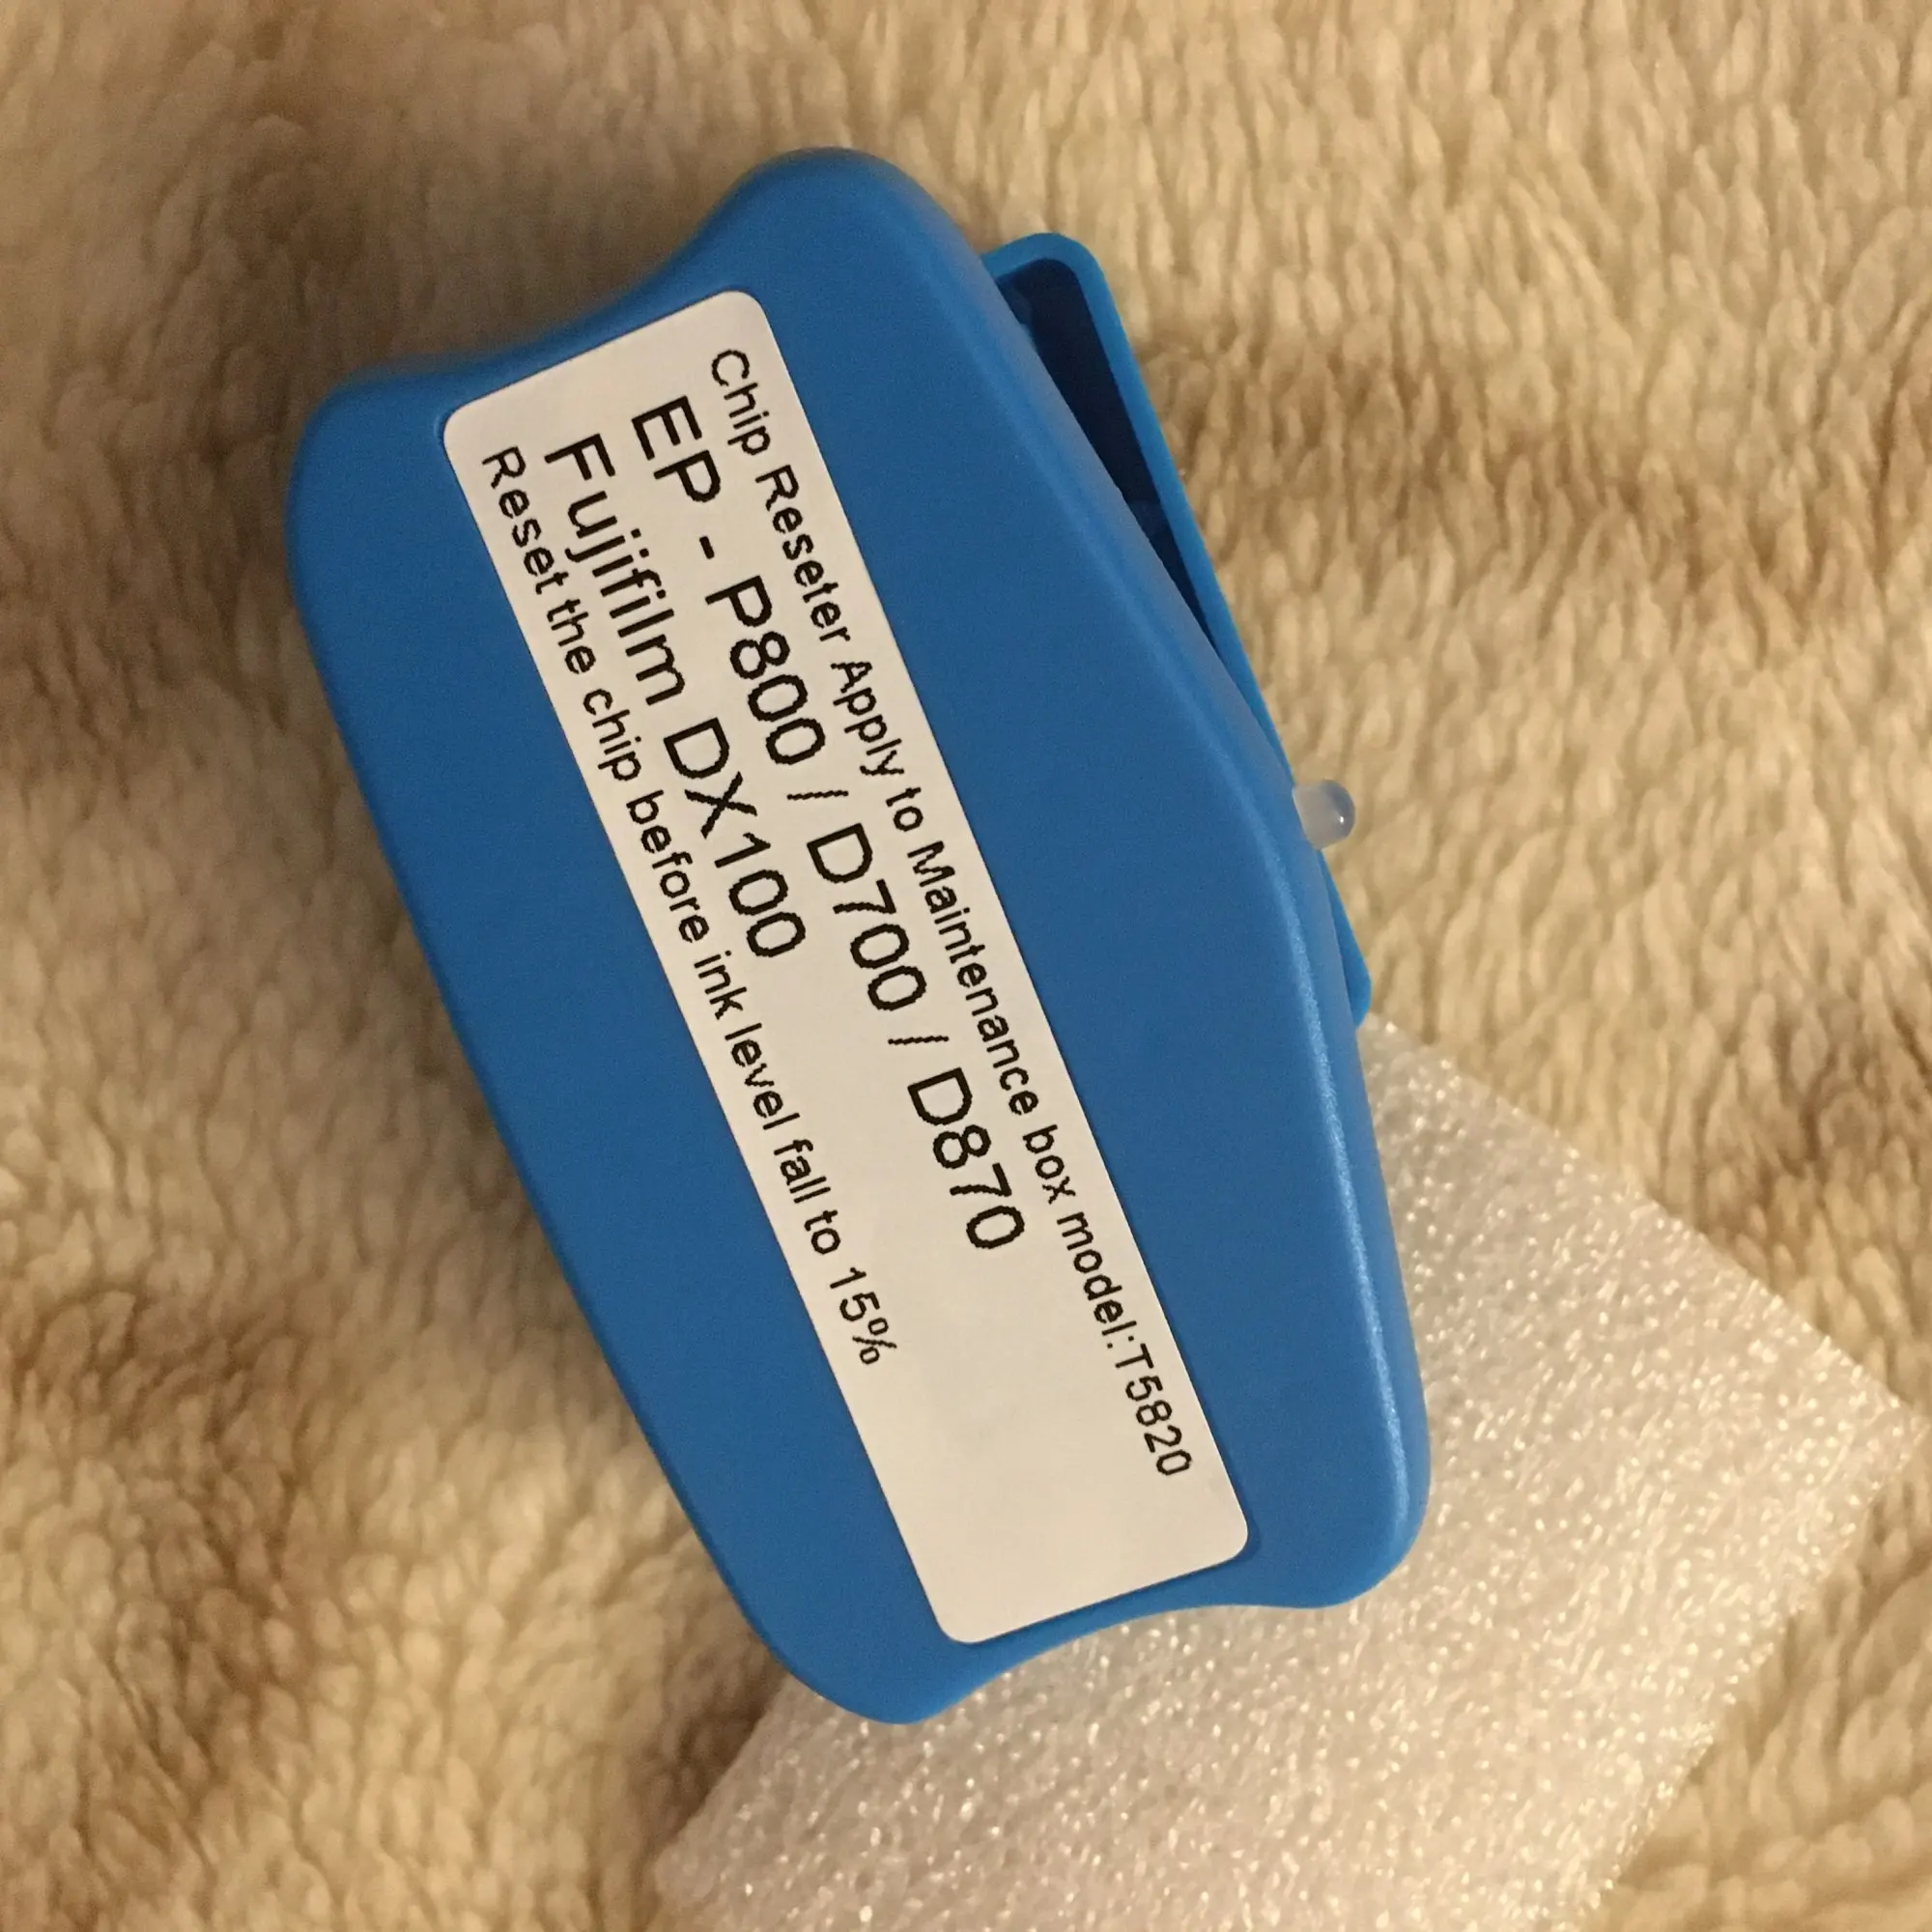 Chip Reseter Apply to Maintenance box model:T5820
EP - P800 / D700 / D870
Fujifilm DX100
Reset the chip before ink level fall to 15%